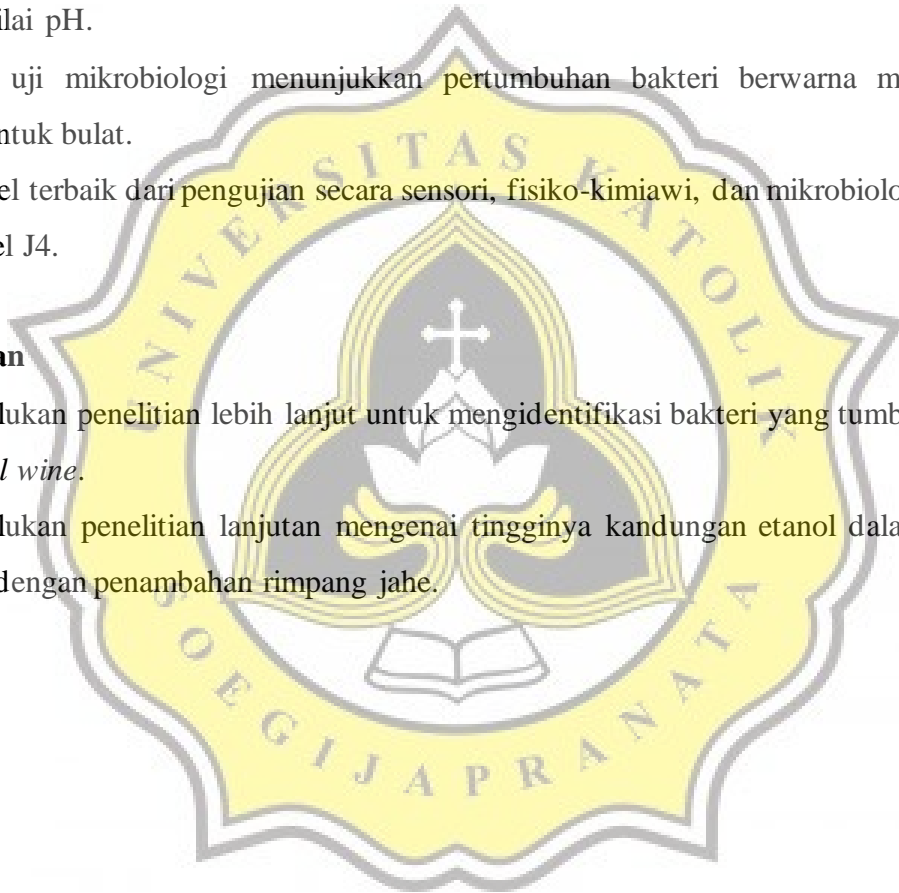 ilai pH.
uji mikrobiologi menunjukkan pertumbuhan bakteri berwarna m
ntuk bulat.
el terbaik dari pengujian secara sensori, fisiko-kimiawi, dan mikrobiolo
el J4.
an
lukan penelitian lebih lanjut untuk mengidentifikasi bakteri yang tumb
l wine.
lukan penelitian lanjutan mengenai tingginya kandungan etanol dala
dengan penambahan rimpang jahe.
UNIVERSITAS KATOLIK
SOEGIJAPRANATA